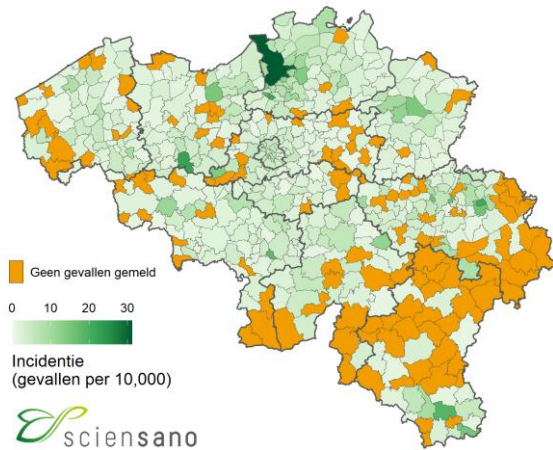 Geen gevallen gemeld
0 10 20 30
Incidentie
(gevallen per 10,000)
sciensano